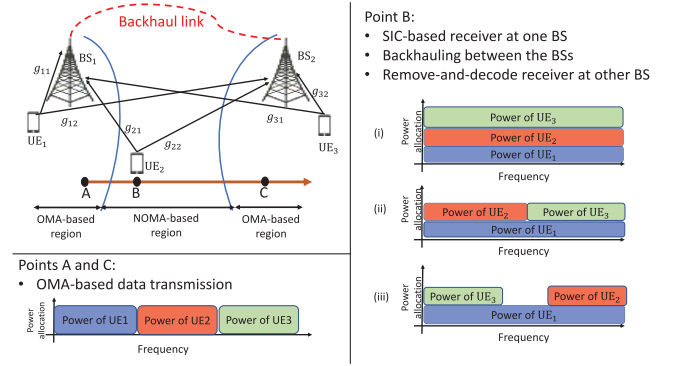 Backhaul link
BS1
BS2
g11
g12
g21
g22
g31
g32
UE1
UE2
UE3
A
B
C
OMA-based
region
NOMA-based
region
OMA-based
region
Points A and C:
• OMA-based data transmission
Power
allocation
Power of UE1
Power of UE2
Power of UE3
Frequency
Point B:
• SIC-based receiver at one BS
• Backhauling between the BSs
• Remove-and-decode receiver at other BS
(i)
Power
allocation
Power of UE3
Power of UE2
Power of UE1
Frequency
(ii)
Power
allocation
Power of UE2
Power of UE3
Power of UE1
Frequency
(iii)
Power
allocation
Power of UE3
Power of UE2
Power of UE1
Frequency